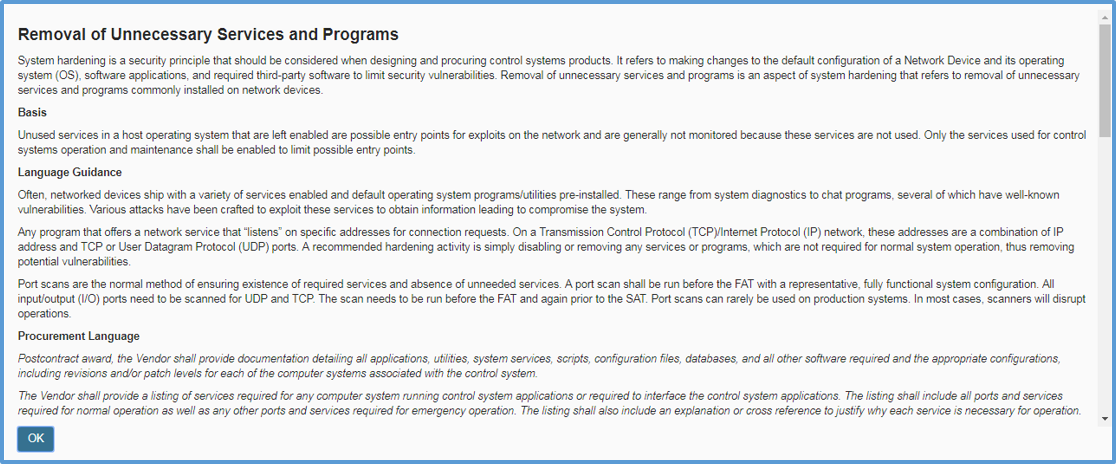 Removal of Unnecessary Services and Programs
System hardening is a security principle that should be considered when designing and procuring control systems products. It refers to making changes to the default configuration of a Network Device and its operating
system (OS), software applications, and required third-party software to limit security vulnerabilities. Removal of unnecessary services and programs is an aspect of system hardening that refers to removal of unnecessary
services and programs commonly installed on network devices.
Basis
Unused services in a host operating system that are left enabled are possible entry points for exploits on the network and are generally not monitored because these services are not used. Only the services used for control
systems operation and maintenance shall be enabled to limit possible entry points.
Language Guidance
Often, networked devices ship with a variety of services enabled and default operating system programs/utilities pre-installed. These range from system diagnostics to chat programs, several of which have well-known
vulnerabilities. Various attacks have been crafted to exploit these services to obtain information leading to compromise the system.
Any program that offers a network service that “listens” on specific addresses for connection requests. On a Transmission Control Protocol (TCP)/Internet Protocol (IP) network, these addresses are a combination of IP
address and TCP or User Datagram Protocol (UDP) ports. A recommended hardening activity is simply disabling or removing any services or programs, which are not required for normal system operation, thus removing
potential vulnerabilities.
Port scans are the normal method of ensuring existence of required services and absence of unneeded services. A port scan shall be run before the FAT with a representative, fully functional system configuration. All
input/output (I/O) ports need to be scanned for UDP and TCP. The scan needs to be run before the FAT and again prior to the SAT. Port scans can rarely be used on production systems. In most cases, scanners will disrupt
operations.
Procurement Language
Postcontract award, the Vendor shall provide documentation detailing all applications, utilities, system services, scripts, configuration files, databases, and all other software required and the appropriate configurations,
including revisions and/or patch levels for each of the computer systems associated with the control system.
The Vendor shall provide a listing of services required for any computer system running control system applications or required to interface the control system applications. The listing shall include all ports and services
required for normal operation as well as any other ports and services required for emergency operation. The listing shall also include an explanation or cross reference to justify why each service is necessary for operation.
OK